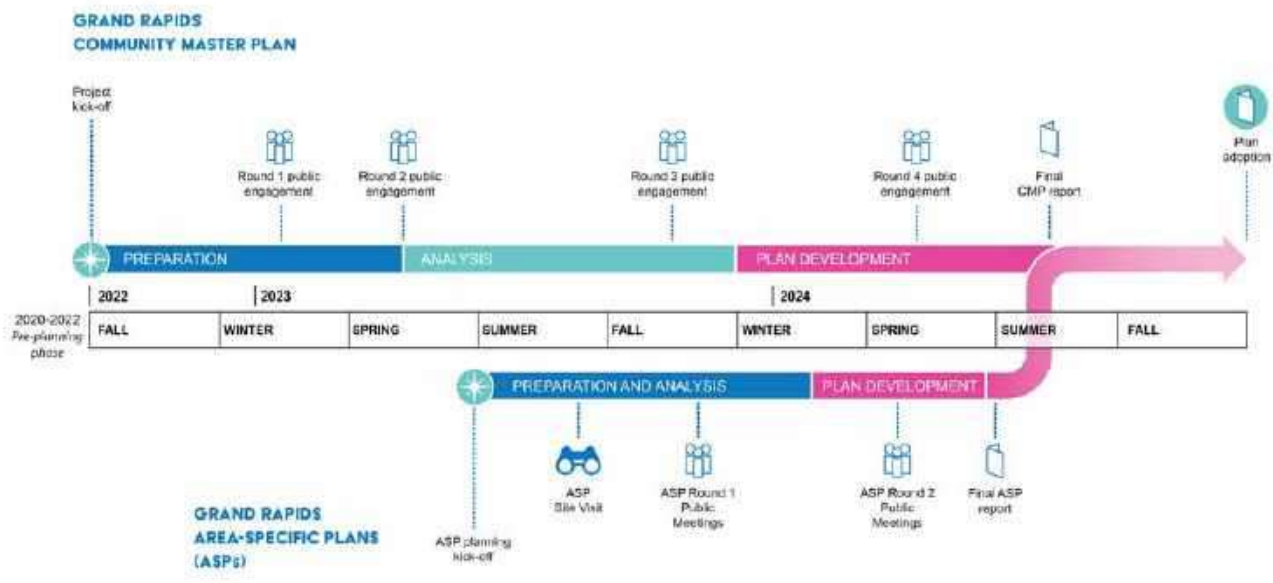 GRAND RAPIDS
COMMUNITY MASTER PLAN
Project
kick-off
Round 1 public
engagement
Round 2 public
engagement
Round 3 public
engagement
Round 4 public
engagement
Final
CMP report
Plan
adoption
PREPARATION
ANALYSIS
PLAN DEVELOPMENT
2022
2023
2024
2020-2022
Pre-planning
phase
FALL
WINTER
SPRING
SUMMER
FALL
WINTER
SPRING
SUMMER
FALL
PREPARATION AND ANALYSIS
PLAN DEVELOPMENT
ASP
Site Visit
ASP Round 1
Public
Meetings
ASP Round 2
Public
Meetings
Final ASP
report
ASP planning
kick-off
GRAND RAPIDS
AREA-SPECIFIC PLANS
(ASPs)